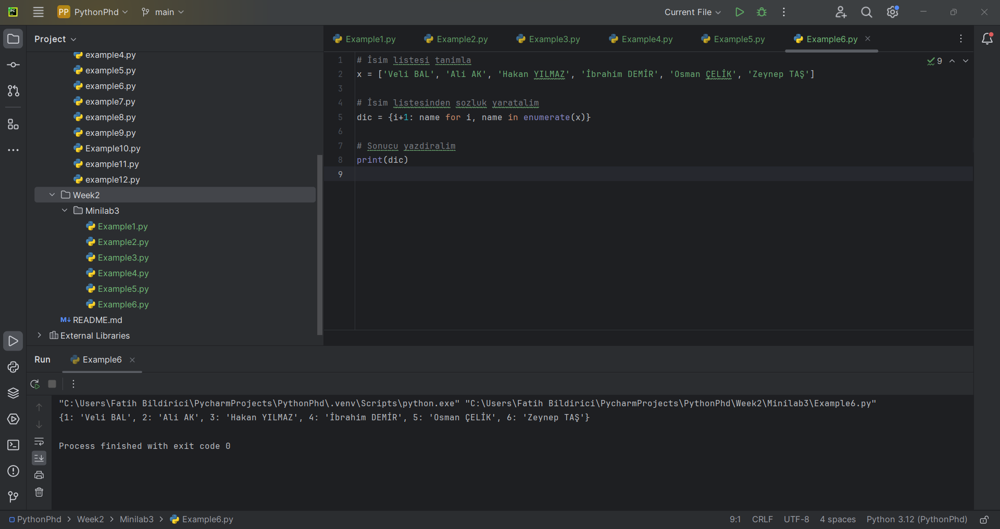 PC
PP PythonPhd main Current File
Project
example4.py
example5.py
example6.py
example7.py
example8.py
example9.py
Example10.py
example11.py
example12.py
Week2
Minilab3
Example1.py
Example2.py
Example3.py
Example4.py
Example5.py
Example6.py
M↓ README.md
External Libraries
Example1.py Example2.py Example3.py Example4.py Example5.py Example6.py
9
1 # İsim listesi tanimla
2 x = ['Veli BAL', 'Ali AK', 'Hakan YILMAZ', 'İbrahim DEMİR', 'Osman ÇELİK', 'Zeynep TAŞ']
3
4 # İsim listesinden sozluk yaratalim
5 dic = {i+1: name for i, name in enumerate(x)}
6
7 # Sonucu yazdiralim
8 print(dic)
9
Run Example6
"C:\Users\Fatih Bildirici\PycharmProjects\PythonPhd\.venv\Scripts\python.exe" "C:\Users\Fatih Bildirici\PycharmProjects\PythonPhd\Week2\Minilab3\Example6.py"
{1: 'Veli BAL', 2: 'Ali AK', 3: 'Hakan YILMAZ', 4: 'İbrahim DEMİR', 5: 'Osman ÇELİK', 6: 'Zeynep TAŞ'}
Process finished with exit code 0
PythonPhd > Week2 > Minilab3 > Example6.py 9:1 CRLF UTF-8 4 spaces Python 3.12 (PythonPhd)